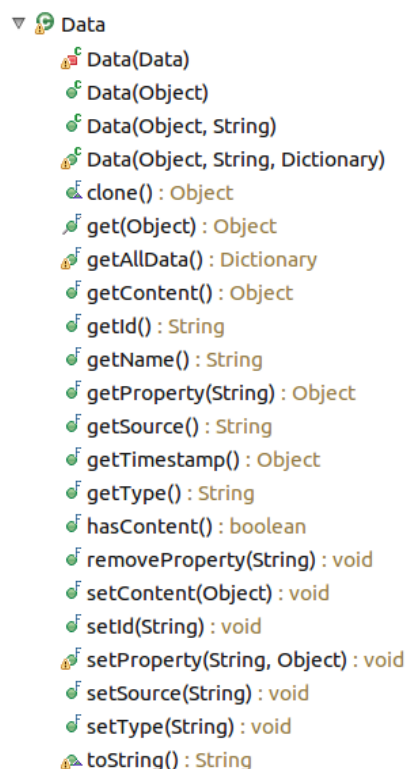 Data
Data(Data)
Data(Object)
Data(Object, String)
Data(Object, String, Dictionary)
clone() : Object
get(Object) : Object
getAllData() : Dictionary
getContent() : Object
getId() : String
getName() : String
getProperty(String) : Object
getSource() : String
getTimestamp() : Object
getType() : String
hasContent() : boolean
removeProperty(String) : void
setContent(Object) : void
setId(String) : void
setProperty(String, Object) : void
setSource(String) : void
setType(String) : void
toString() : String